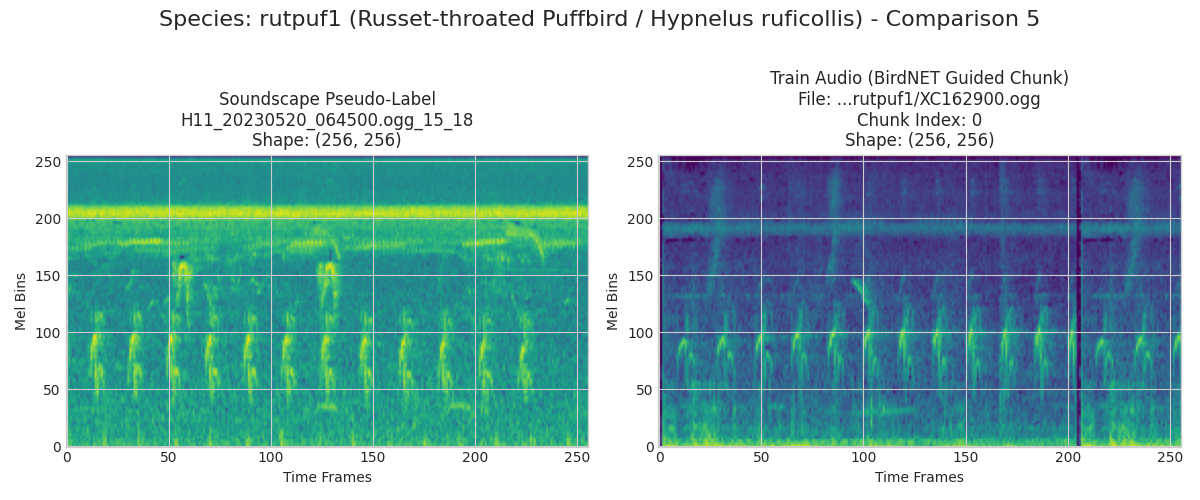 Species: rutpuf1 (Russet-throated Puffbird / Hypnelus ruficollis) - Comparison 5
Soundscape Pseudo-Label
H11_20230520_064500.ogg_15_18
Shape: (256, 256)
Train Audio (BirdNET Guided Chunk)
File: ...rutpuf1/XC162900.ogg
Chunk Index: 0
Shape: (256, 256)
Mel Bins
250
200
150
100
50
0
0 50 100 150 200 250
Time Frames
Mel Bins
250
200
150
100
50
0
0 50 100 150 200 250
Time Frames